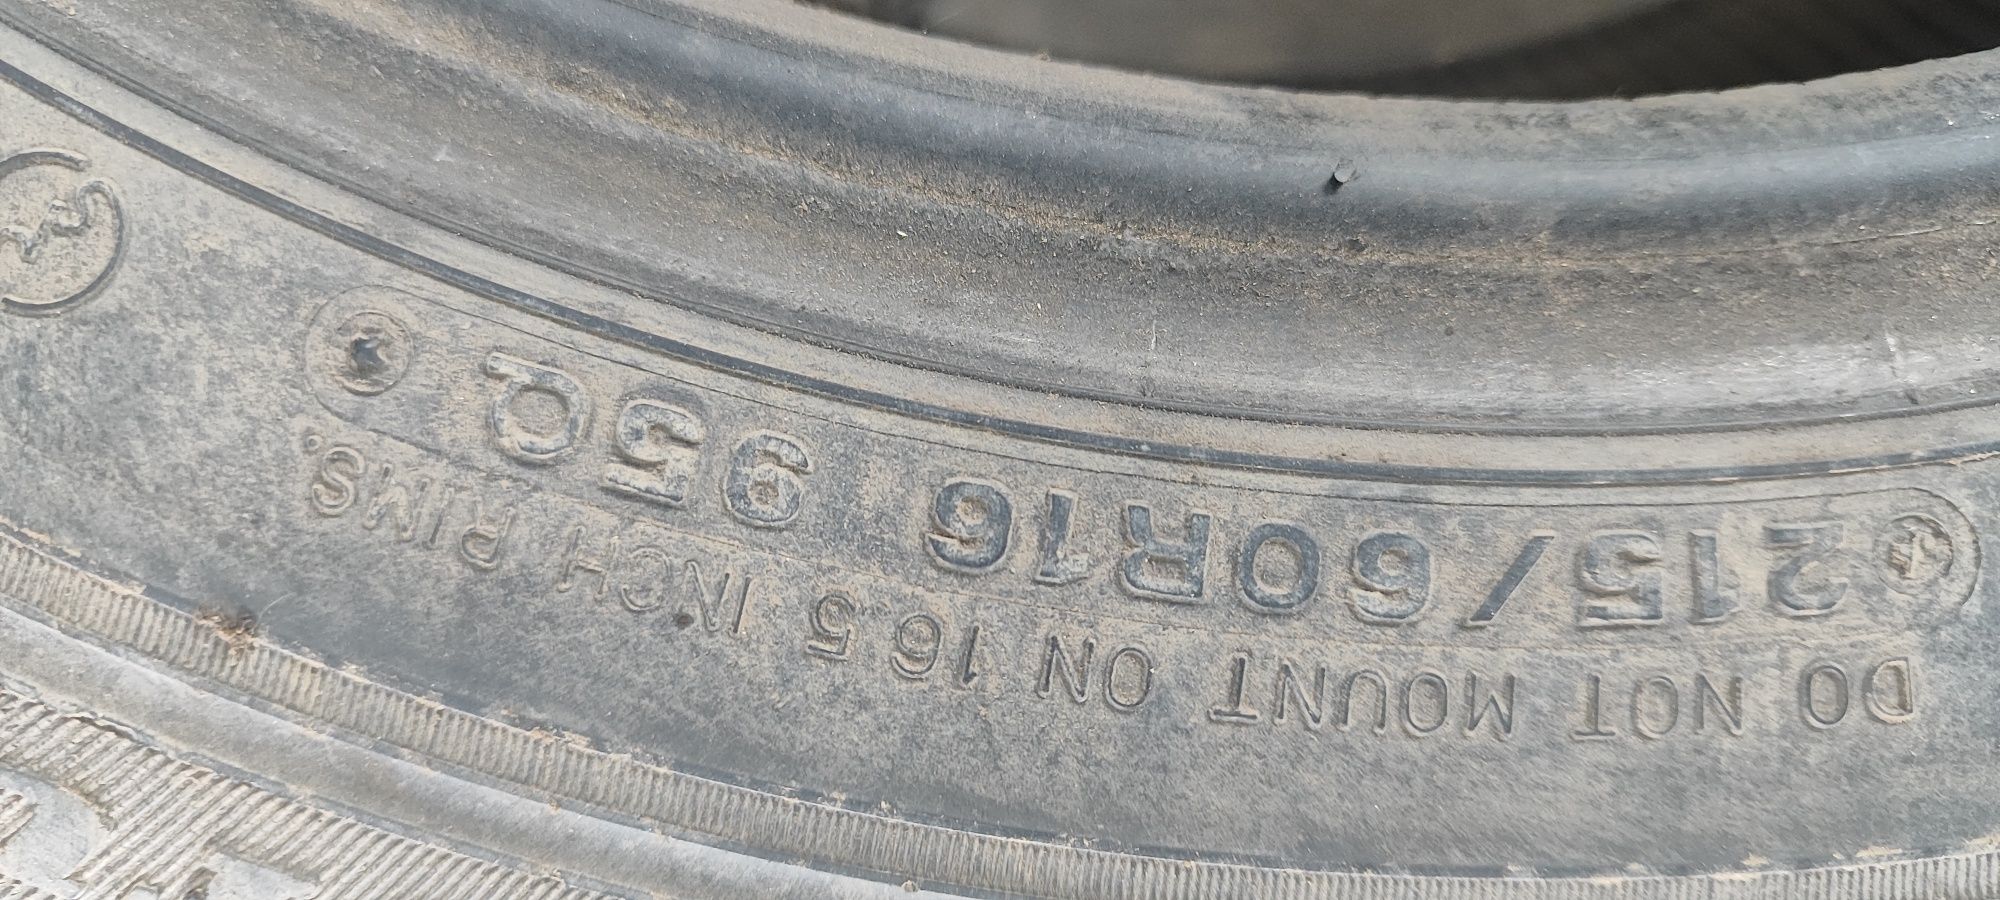 215/60R16 95Q
DO NOT MOUNT ON 16.5 INCH RIMS.